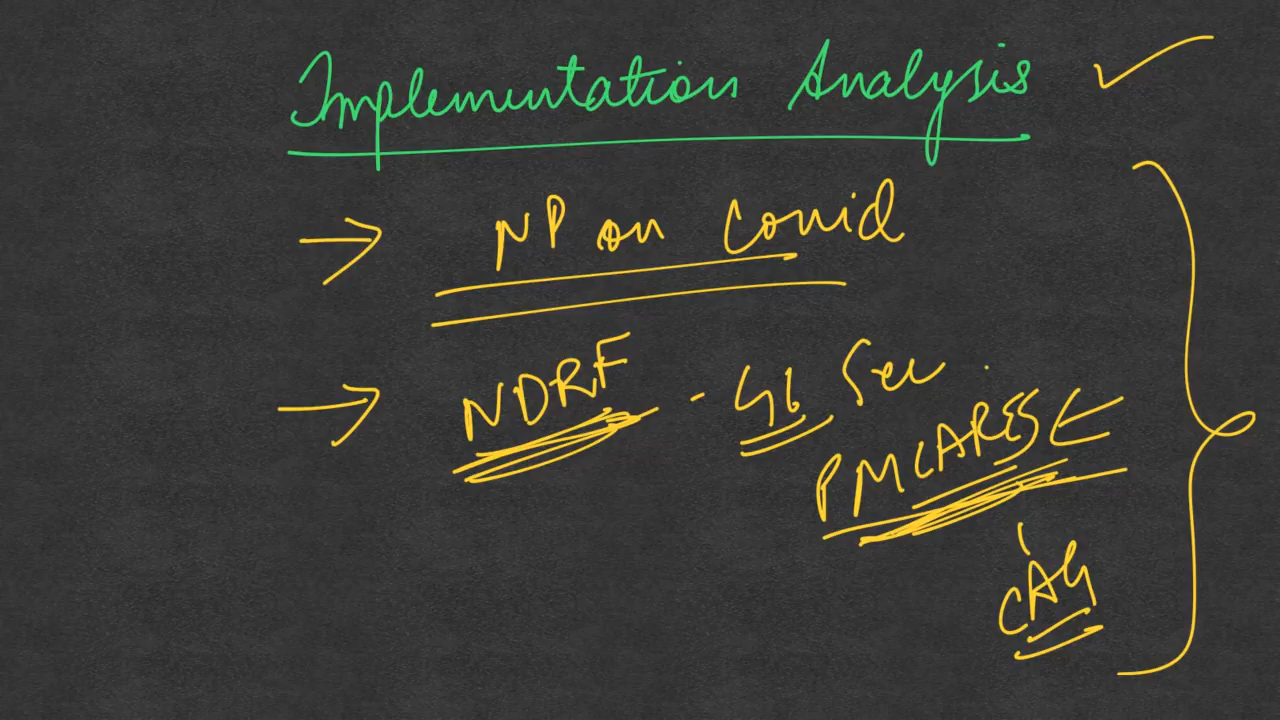 Implementation Analysis
→ NP on Covid
→ NDRF - 46 Sec
PMCARES
CAG